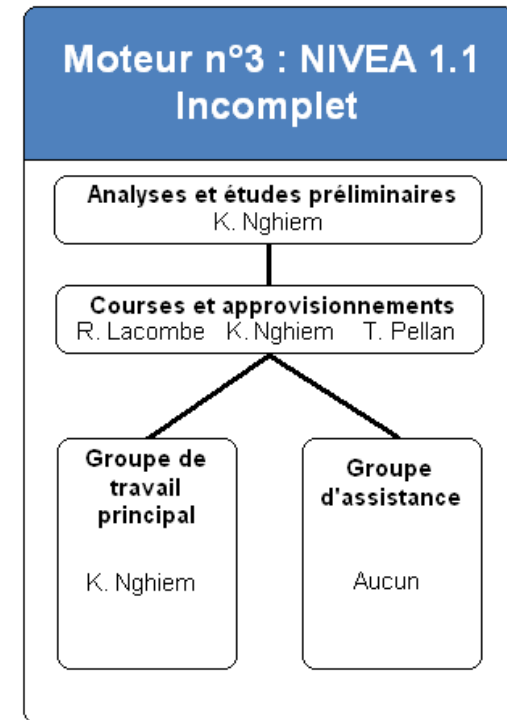 Moteur n°3 : NIVEA 1.1
Incomplet
Analyses et études préliminaires
K. Nghiem
Courses et approvisionnements
R. Lacombe K. Nghiem T. Pellan
Groupe de
travail
principal
K. Nghiem
Groupe
d'assistance
Aucun